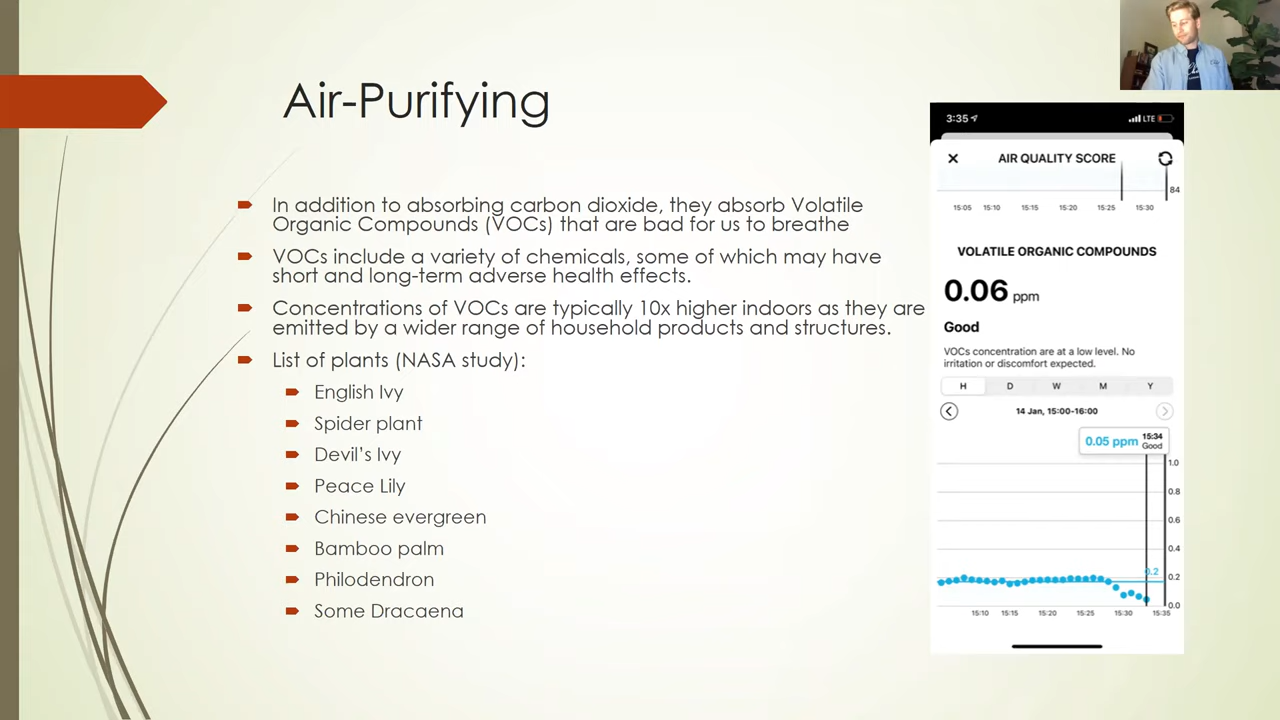 Air-Purifying
In addition to absorbing carbon dioxide, they absorb Volatile
Organic Compounds (VOCs) that are bad for us to breathe
VOCs include a variety of chemicals, some of which may have
short and long-term adverse health effects.
Concentrations of VOCs are typically 10x higher indoors as they are
emitted by a wider range of household products and structures.
List of plants (NASA study):
English Ivy
Spider plant
Devil's Ivy
Peace Lily
Chinese evergreen
Bamboo palm
Philodendron
Some Dracaena
3:35 LTE
AIR QUALITY SCORE
84
15:05 15:10 15:15 15:20 15:25 15:30
VOLATILE ORGANIC COMPOUNDS
0.06 ppm
Good
VOCs concentration are at a low level. No
irritation or discomfort expected.
H D W M Y
14 Jan, 15:00-16:00
0.05 ppm 15:34
Good
1.0
0.8
0.6
0.4
0.2
0.2
0.0
15:10 15:15 15:20 15:25 15:30 15:35